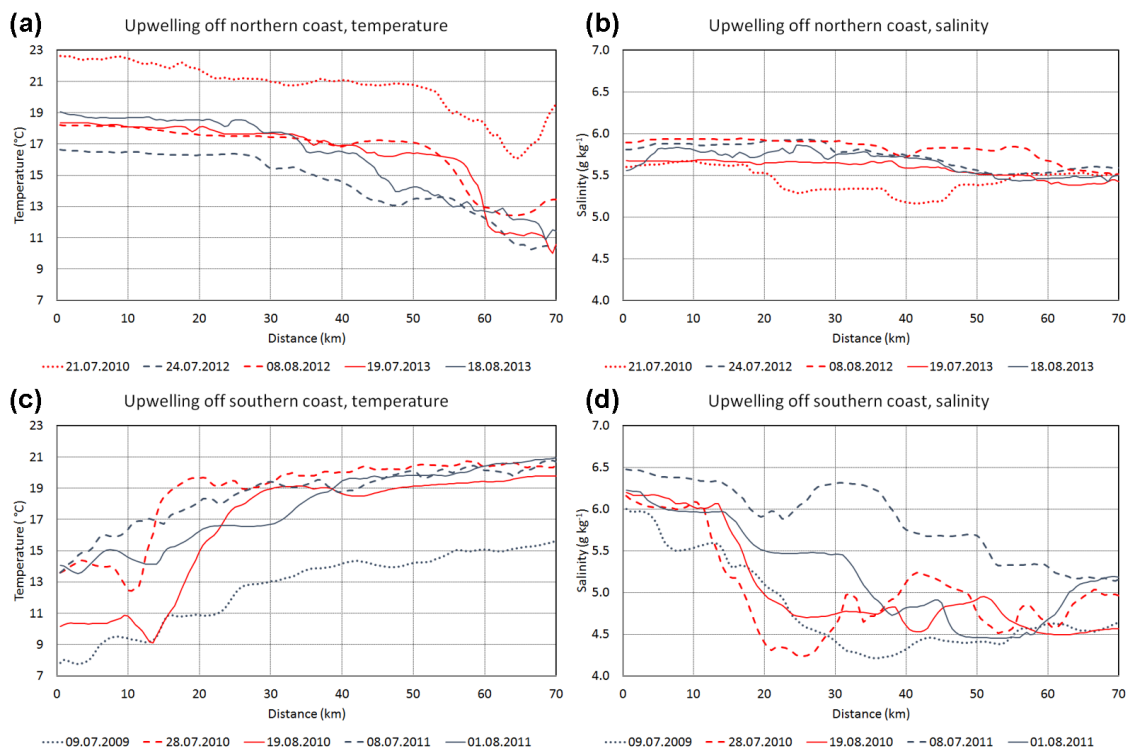 (a) Upwelling off northern coast, temperature
23
21
19
17
15
13
11
9
7
Temperature (°C)
0 10 20 30 40 50 60 70
Distance (km)
21.07.2010 24.07.2012 08.08.2012 19.07.2013 18.08.2013
(b) Upwelling off northern coast, salinity
7.0
6.5
6.0
5.5
5.0
4.5
4.0
Salinity (g kg⁻¹)
0 10 20 30 40 50 60 70
Distance (km)
21.07.2010 24.07.2012 08.08.2012 19.07.2013 18.08.2013
(c) Upwelling off southern coast, temperature
23
21
19
17
15
13
11
9
7
Temperature ( °C)
0 10 20 30 40 50 60 70
Distance (km)
09.07.2009 28.07.2010 19.08.2010 08.07.2011 01.08.2011
(d) Upwelling off southern coast, salinity
7.0
6.5
6.0
5.5
5.0
4.5
4.0
Salinity (g kg⁻¹)
0 10 20 30 40 50 60 70
Distance (km)
09.07.2009 28.07.2010 19.08.2010 08.07.2011 01.08.2011